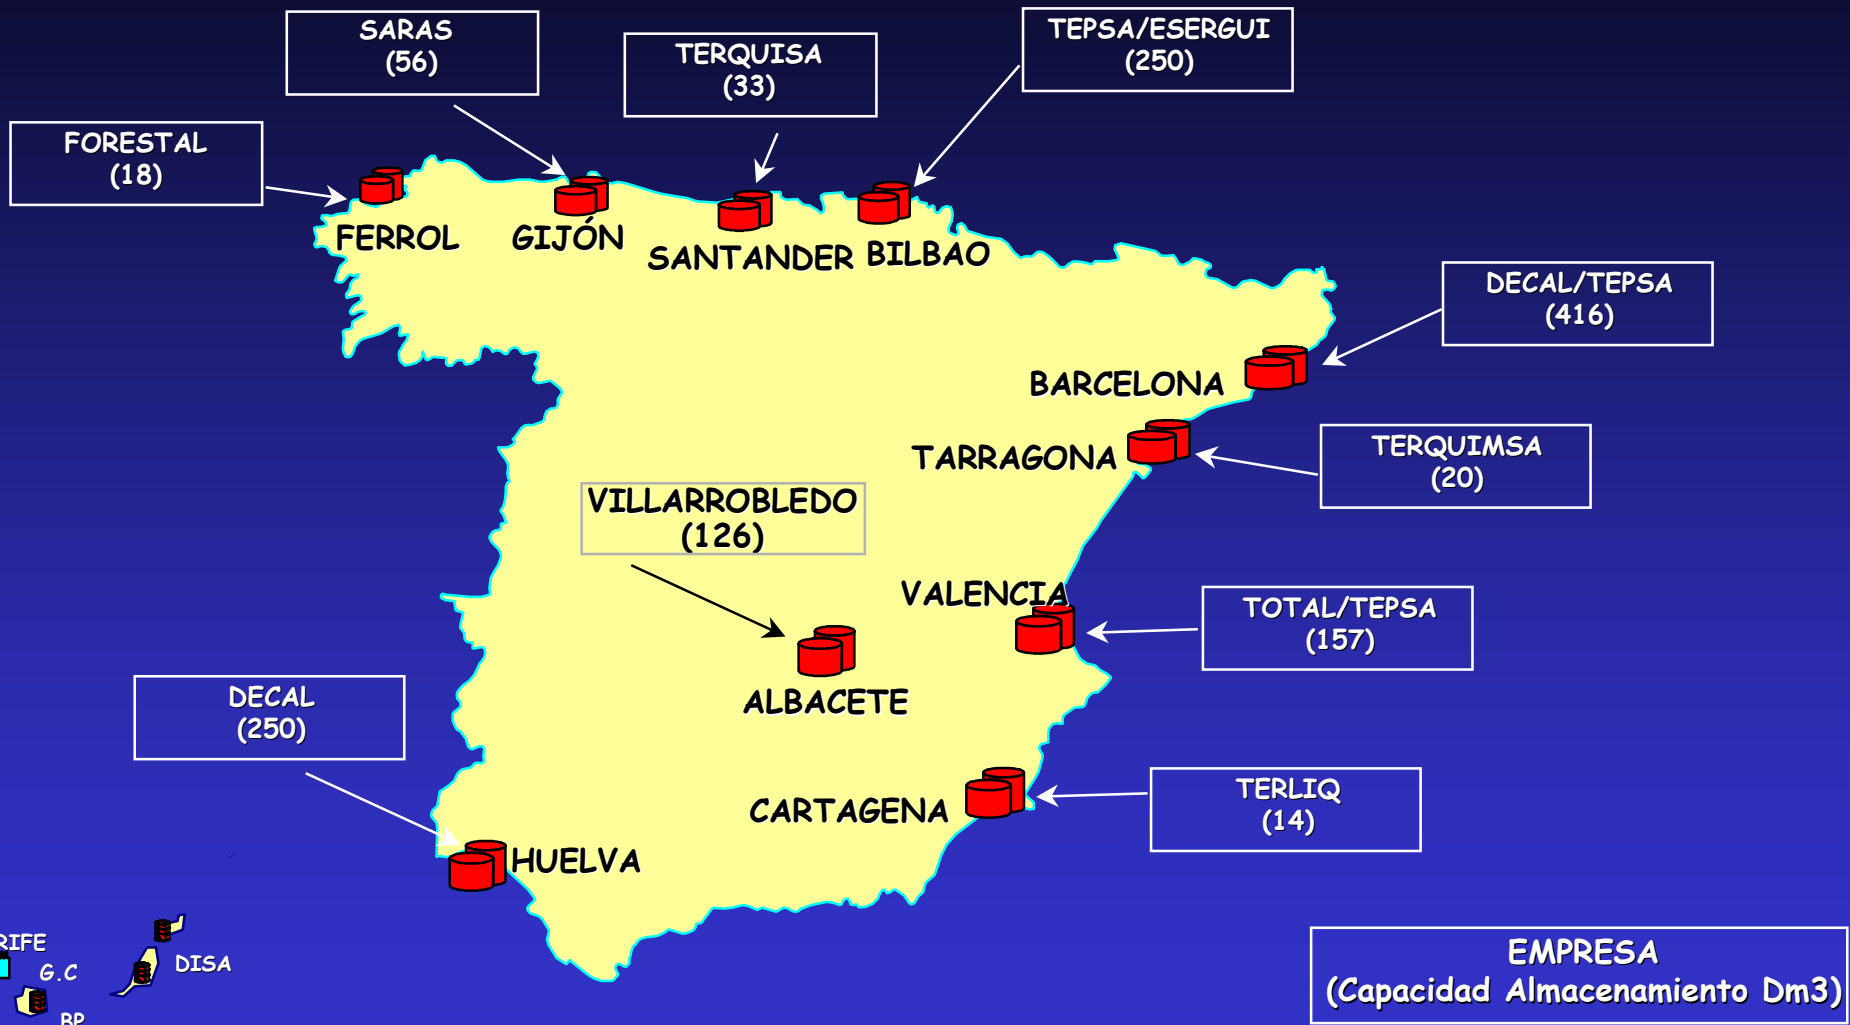 SARAS
(56)
TERQUISA
(33)
TEPSA/ESERGUI
(250)
FORESTAL
(18)
FERROL
GIJÓN
SANTANDER
BILBAO
DECAL/TEPSA
(416)
BARCELONA
TARRAGONA
TERQUIMSA
(20)
VILLARROBLEDO
(126)
VALENCIA
TOTAL/TEPSA
(157)
ALBACETE
DECAL
(250)
CARTAGENA
TERLIQ
(14)
HUELVA
RIFE
G.C
DISA
BP
EMPRESA
(Capacidad Almacenamiento Dm3)